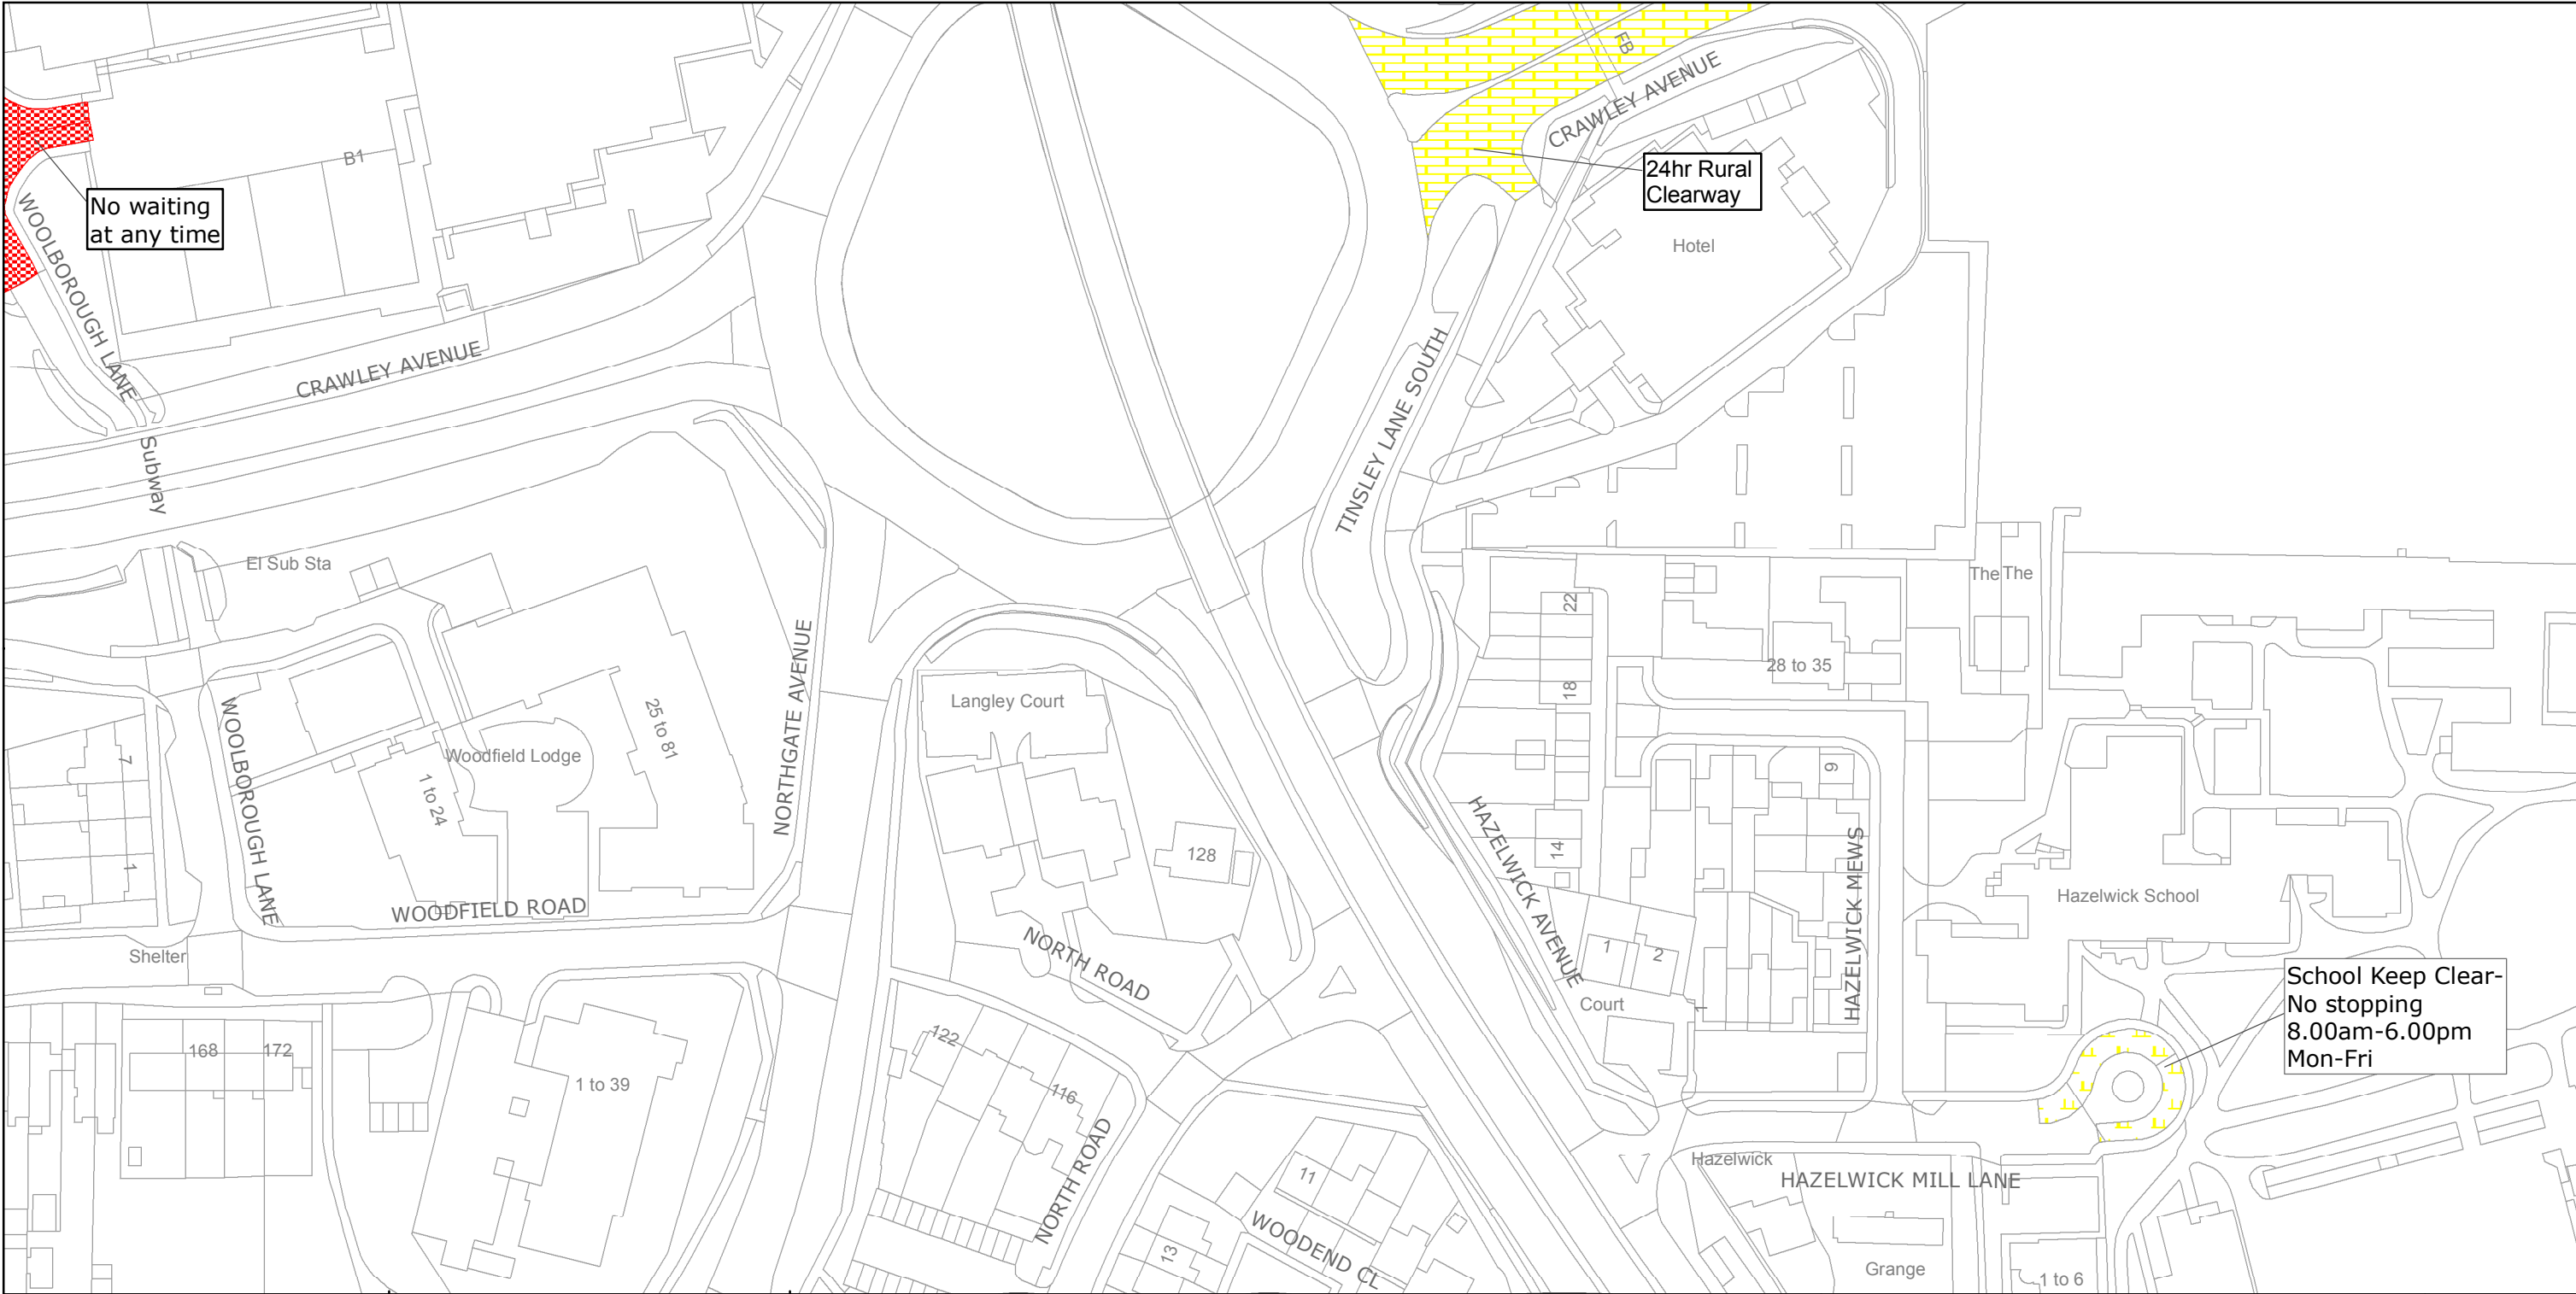 FB
CRAWLEY AVENUE
B1
24hr Rural
Clearway
No waiting
at any time
WOOLBOROUGH LANE
Hotel
CRAWLEY AVENUE
TINSLEY LANE SOUTH
Subway
El Sub Sta
The The
22
NORTHGATE AVENUE
28 to 35
18
Langley Court
25 to 81
WOOLBOROUGH LANE
Woodfield Lodge
7
1 to 24
9
128
14
HAZELWICK AVENUE
HAZELWICK MEWS
1
Hazelwick School
WOODFIELD ROAD
Shelter
NORTH ROAD
1
2
Court
1
School Keep Clear-
No stopping
8.00am-6.00pm
Mon-Fri
122
168
172
1 to 39
116
NORTH ROAD
Hazelwick
HAZELWICK MILL LANE
11
WOODEND CL
13
Grange
1 to 6